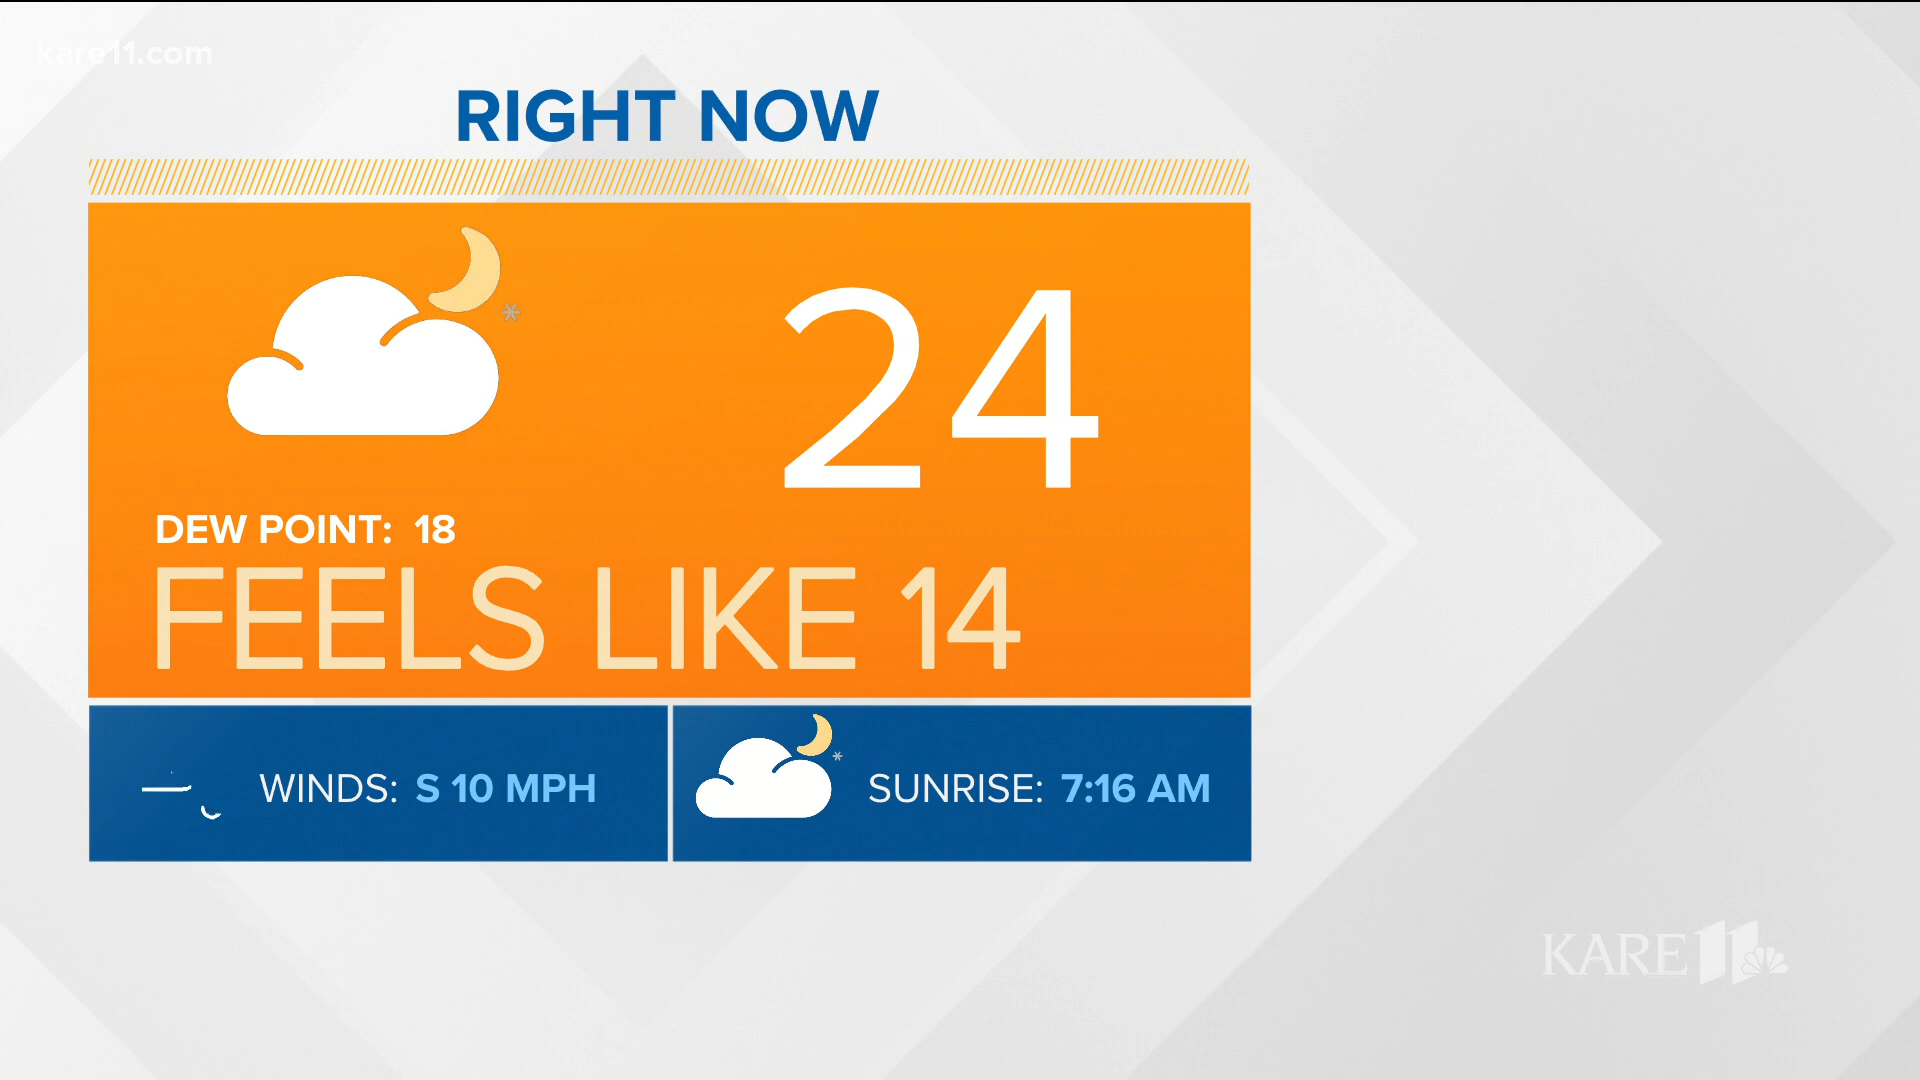 kare11.com
RIGHT NOW
24
DEW POINT: 18
FEELS LIKE 14
WINDS: S 10 MPH
SUNRISE: 7:16 AM
KARE 11